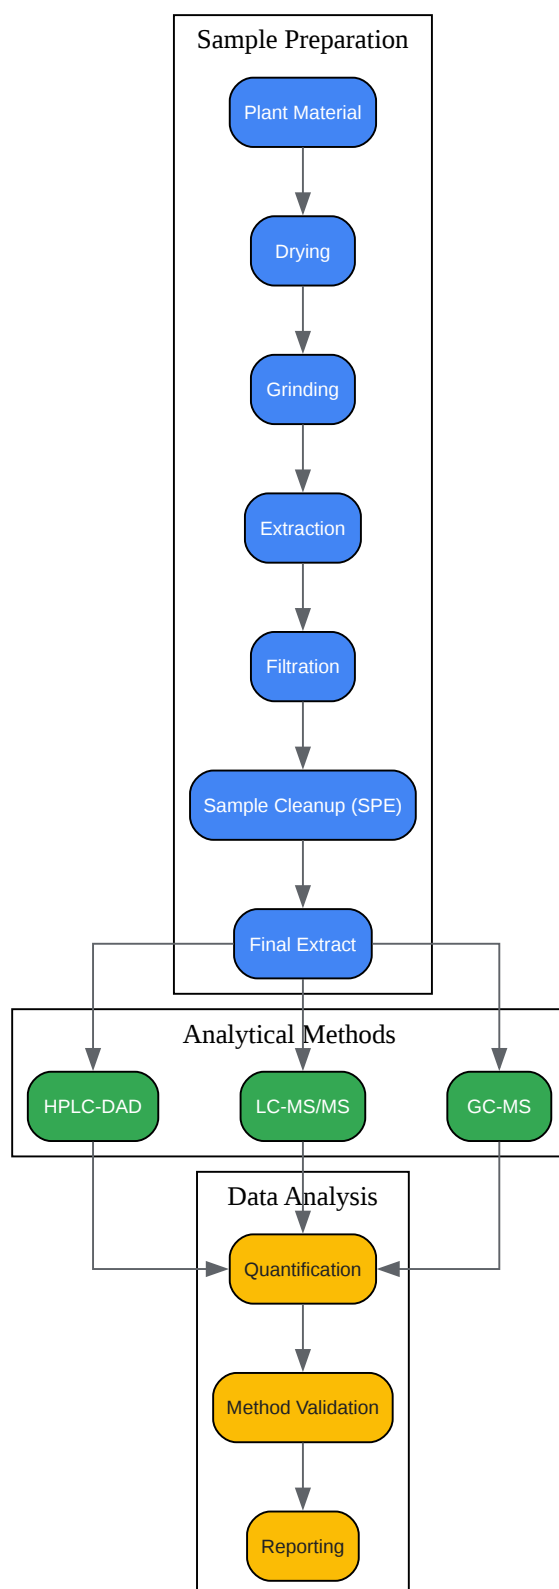 Sample Preparation
Plant Material
Drying
Grinding
Extraction
Filtration
Sample Cleanup (SPE)
Final Extract
Analytical Methods
HPLC-DAD
LC-MS/MS
GC-MS
Data Analysis
Quantification
Method Validation
Reporting